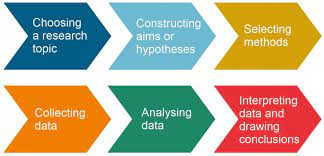 Choosing
a research
topic
Constructing
aims or
hypotheses
Selecting
methods
Collecting
data
Analysing
data
Interpreting
data and
drawing
conclusions